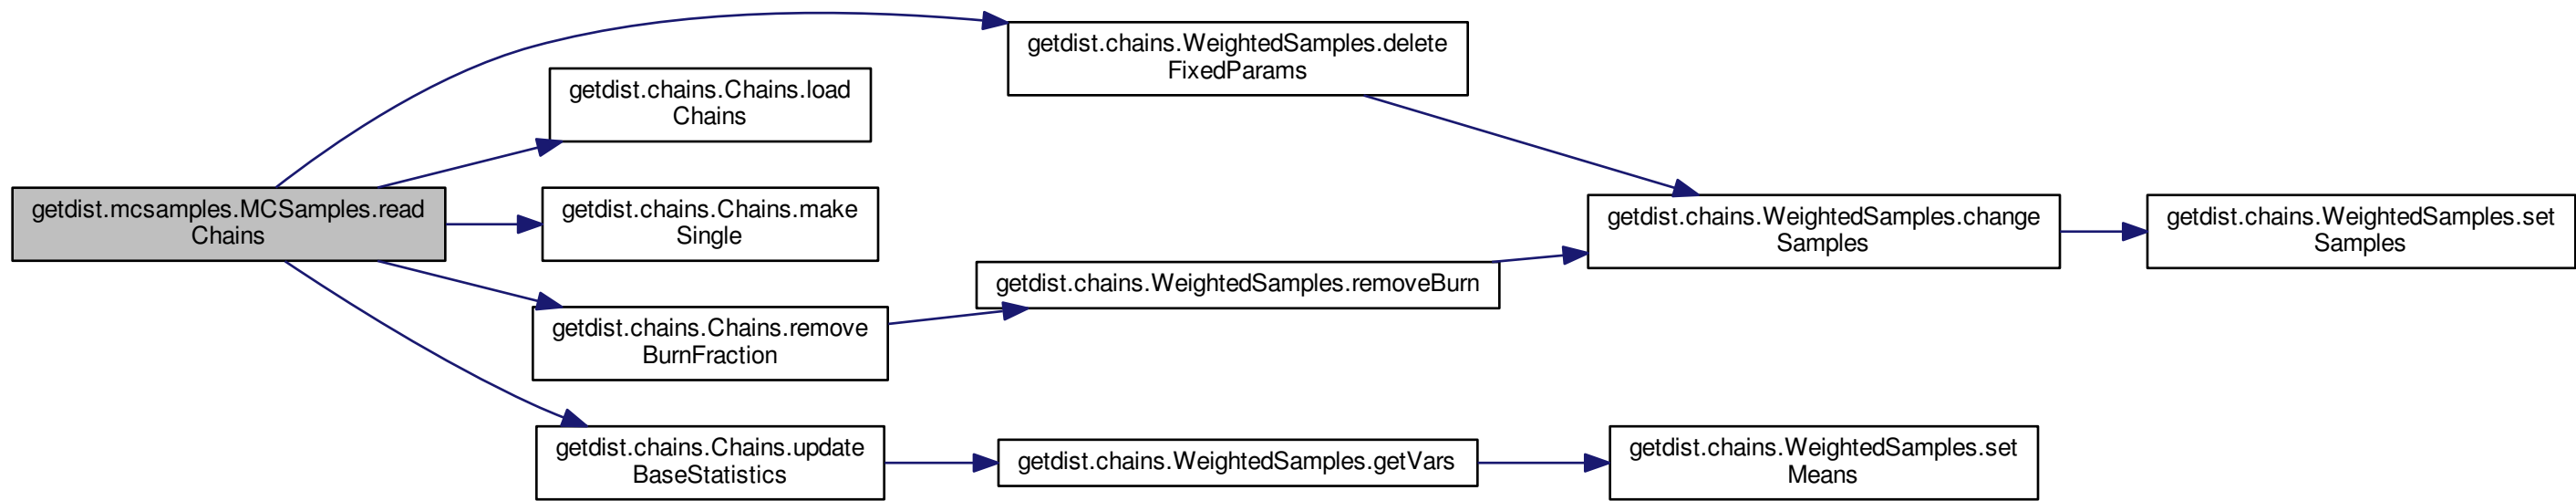 getdist.mcsamples.MCSamples.read
Chains
getdist.chains.WeightedSamples.delete
FixedParams
getdist.chains.Chains.load
Chains
getdist.chains.Chains.make
Single
getdist.chains.Chains.remove
BurnFraction
getdist.chains.Chains.update
BaseStatistics
getdist.chains.WeightedSamples.removeBurn
getdist.chains.WeightedSamples.getVars
getdist.chains.WeightedSamples.change
Samples
getdist.chains.WeightedSamples.set
Means
getdist.chains.WeightedSamples.set
Samples